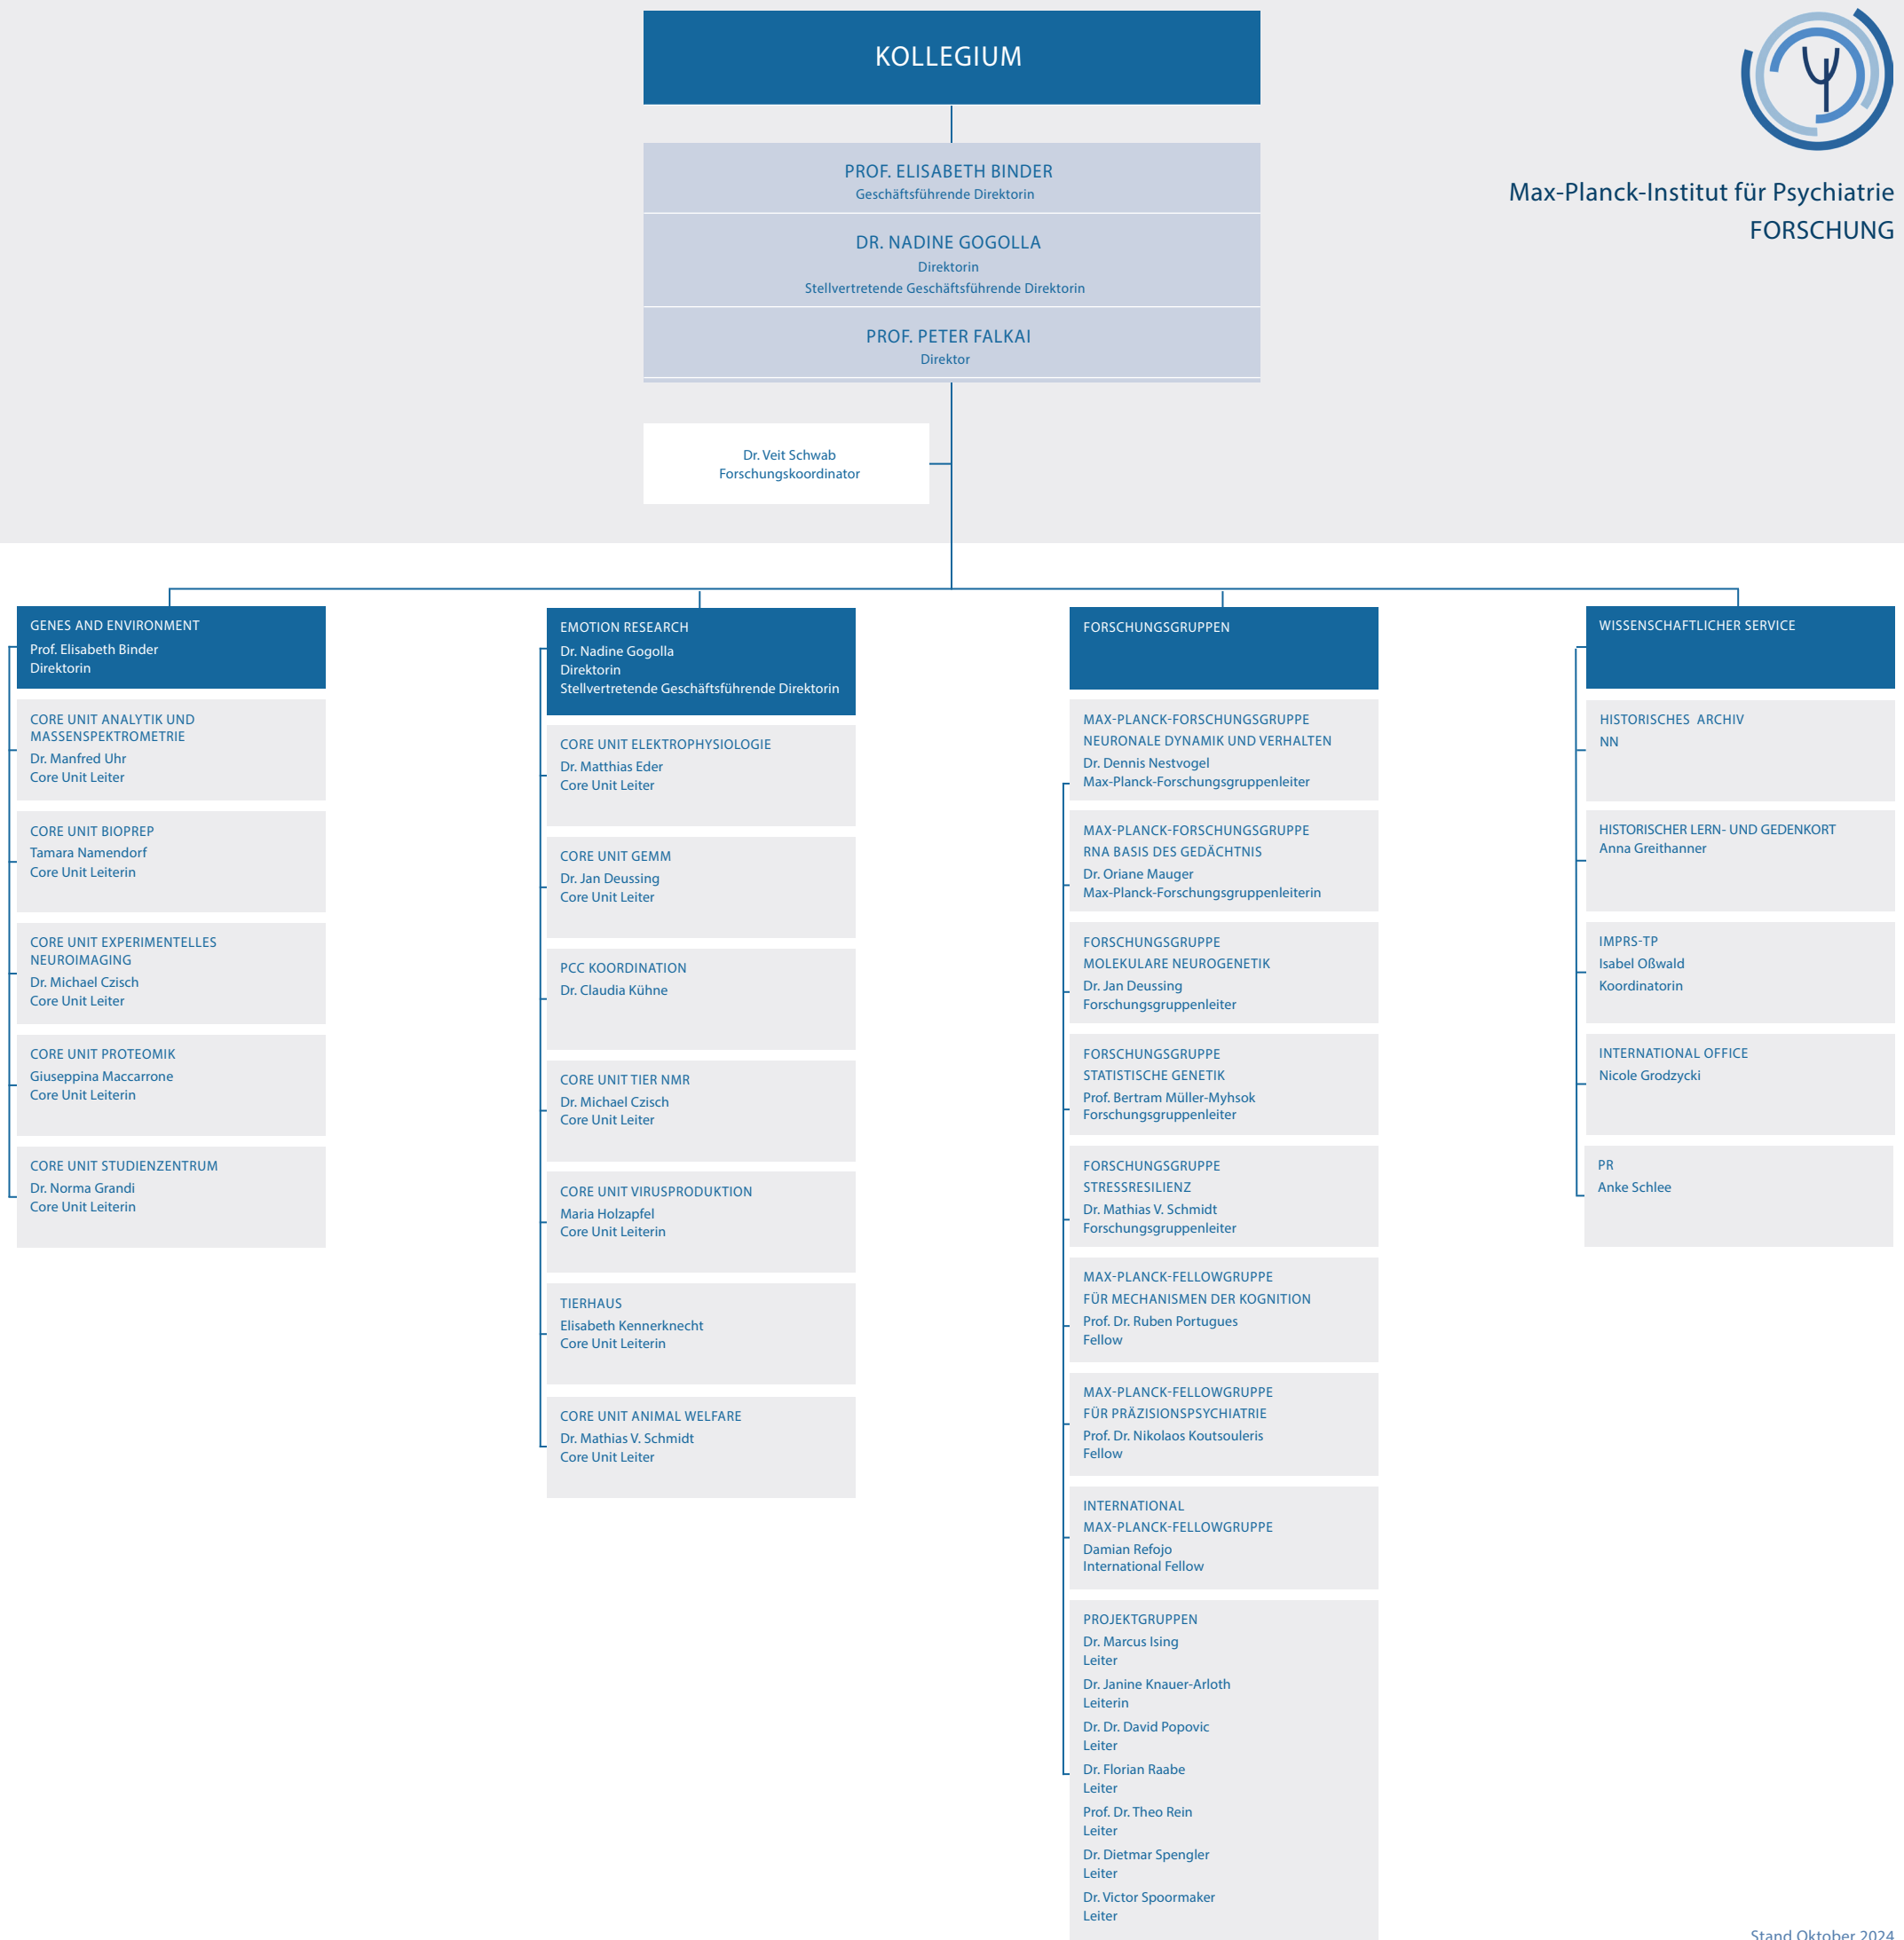 KOLLEGIUM
PROF. ELISABETH BINDER
Geschäftsführende Direktorin
DR. NADINE GOGOLLA
Direktorin
Stellvertretende Geschäftsführende Direktorin
PROF. PETER FALKAI
Direktor
Max-Planck-Institut für Psychiatrie
FORSCHUNG
Dr. Veit Schwab
Forschungskoordinator
GENES AND ENVIRONMENT
Prof. Elisabeth Binder
Direktorin
CORE UNIT ANALYTIK UND
MASSENSPEKTROMETRIE
Dr. Manfred Uhr
Core Unit Leiter
CORE UNIT BIOPREP
Tamara Namendorf
Core Unit Leiterin
CORE UNIT EXPERIMENTELLES
NEUROIMAGING
Dr. Michael Czisch
Core Unit Leiter
CORE UNIT PROTEOMIK
Giuseppina Maccarrone
Core Unit Leiterin
CORE UNIT STUDIENZENTRUM
Dr. Norma Grandi
Core Unit Leiterin
EMOTION RESEARCH
Dr. Nadine Gogolla
Direktorin
Stellvertretende Geschäftsführende Direktorin
CORE UNIT ELEKTROPHYSIOLOGIE
Dr. Matthias Eder
Core Unit Leiter
CORE UNIT GEMM
Dr. Jan Deussing
Core Unit Leiter
PCC KOORDINATION
Dr. Claudia Kühne
CORE UNIT TIER NMR
Dr. Michael Czisch
Core Unit Leiter
CORE UNIT VIRUSPRODUKTION
Maria Holzapfel
Core Unit Leiterin
TIERHAUS
Elisabeth Kennerknecht
Core Unit Leiterin
CORE UNIT ANIMAL WELFARE
Dr. Mathias V. Schmidt
Core Unit Leiter
FORSCHUNGSGRUPPEN
MAX-PLANCK-FORSCHUNGSGRUPPE
NEURONALE DYNAMIK UND VERHALTEN
Dr. Dennis Nestvogel
Max-Planck-Forschungsgruppenleiter
MAX-PLANCK-FORSCHUNGSGRUPPE
RNA BASIS DES GEDÄCHTNIS
Dr. Oriane Mauger
Max-Planck-Forschungsgruppenleiterin
FORSCHUNGSGRUPPE
MOLEKULARE NEUROGENETIK
Dr. Jan Deussing
Forschungsgruppenleiter
FORSCHUNGSGRUPPE
STATISTISCHE GENETIK
Prof. Bertram Müller-Myhsok
Forschungsgruppenleiter
FORSCHUNGSGRUPPE
STRESSRESILIENZ
Dr. Mathias V. Schmidt
Forschungsgruppenleiter
MAX-PLANCK-FELLOWGRUPPE
FÜR MECHANISMEN DER KOGNITION
Prof. Dr. Ruben Portugues
Fellow
MAX-PLANCK-FELLOWGRUPPE
FÜR PRÄZISIONSPSYCHIATRIE
Prof. Dr. Nikolaos Koutsouleris
Fellow
INTERNATIONAL
MAX-PLANCK-FELLOWGRUPPE
Damian Refojo
International Fellow
PROJEKTGRUPPEN
Dr. Marcus Ising
Leiter
Dr. Janine Knauer-Arloth
Leiterin
Dr. Dr. David Popovic
Leiter
Dr. Florian Raabe
Leiter
Prof. Dr. Theo Rein
Leiter
Dr. Dietmar Spengler
Leiter
Dr. Victor Spoormaker
Leiter
WISSENSCHAFTLICHER SERVICE
HISTORISCHES ARCHIV
NN
HISTORISCHER LERN- UND GEDENKORT
Anna Greithanner
IMPRS-TP
Isabel Oßwald
Koordinatorin
INTERNATIONAL OFFICE
Nicole Grodzycki
PR
Anke Schlee
Stand Oktober 2024